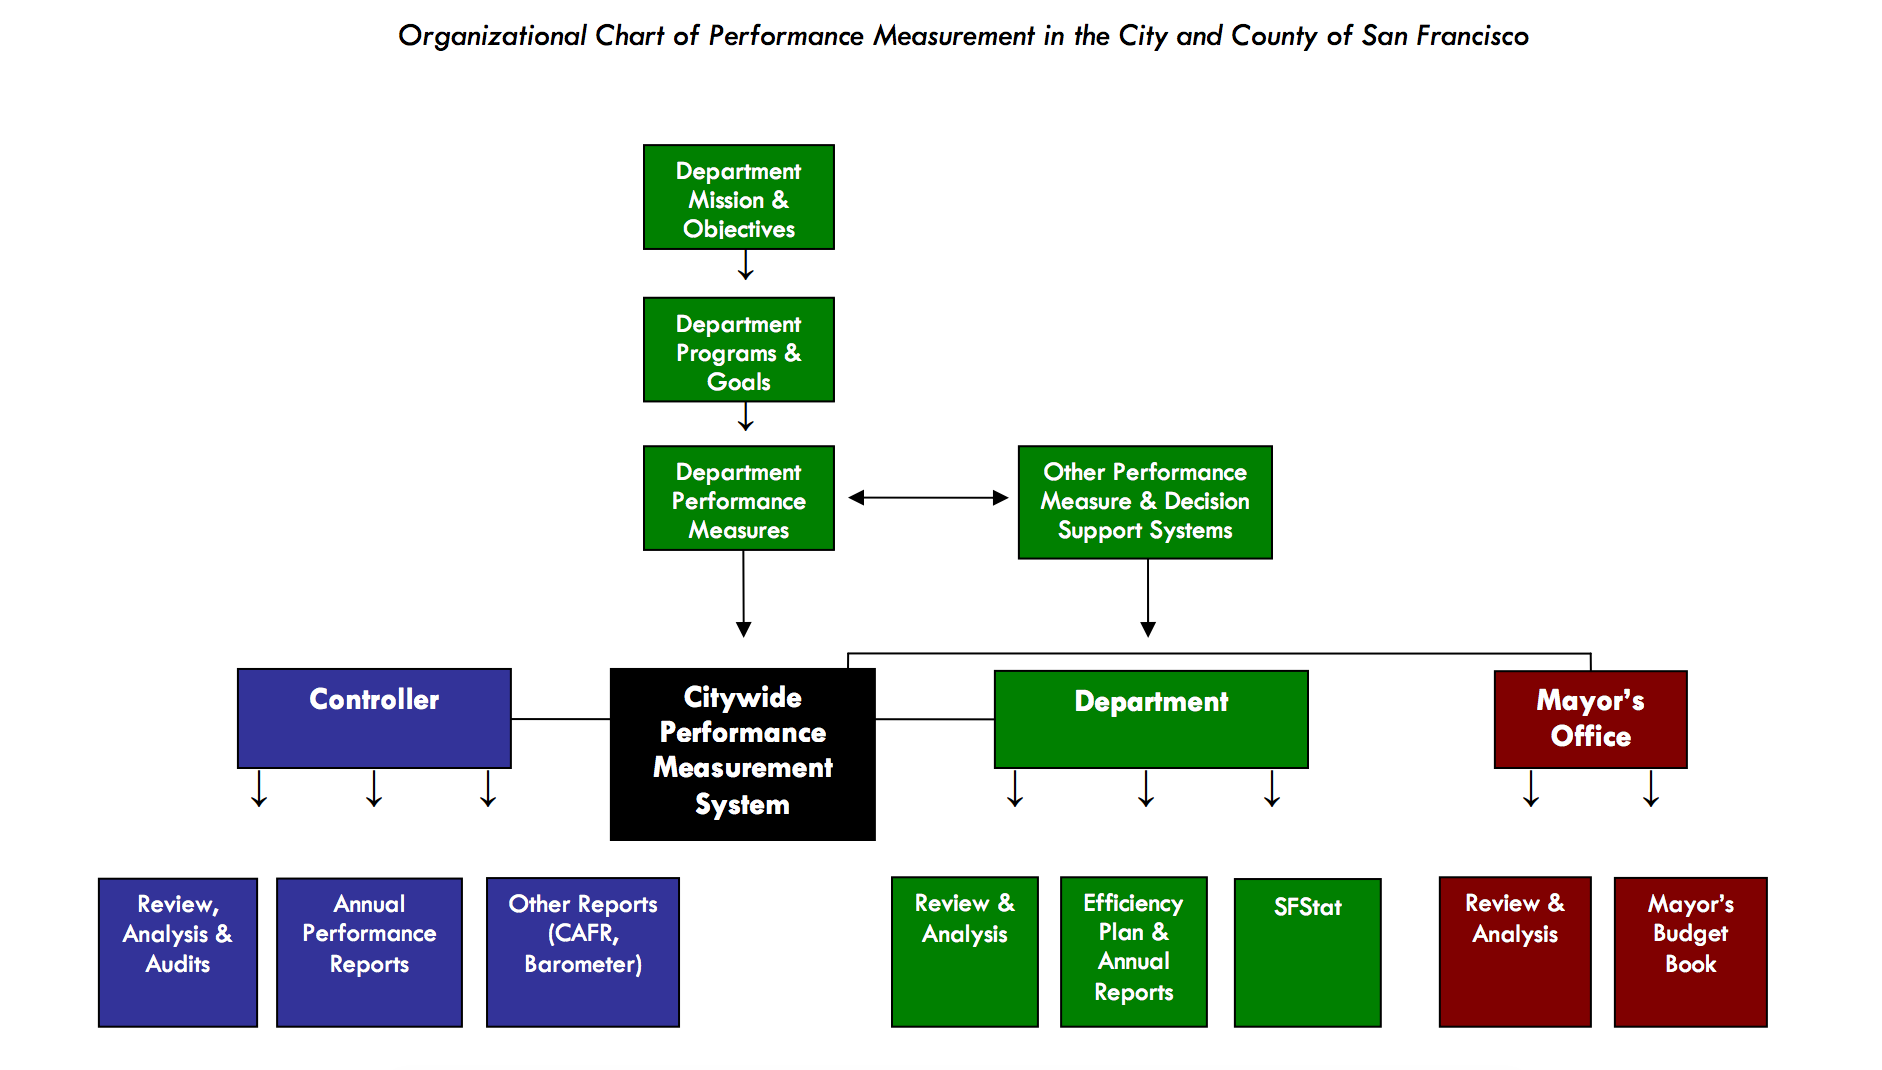 Organizational Chart of Performance Measurement in the City and County of San Francisco
Department
Mission &
Objectives
Department
Programs &
Goals
Department
Performance
Measures
Other Performance
Measure & Decision
Support Systems
Controller
Citywide
Performance
Measurement
System
Department
Mayor's
Office
Review,
Analysis &
Audits
Annual
Performance
Reports
Other Reports
(CAFR,
Barometer)
Review &
Analysis
Efficiency
Plan &
Annual
Reports
SFStat
Review &
Analysis
Mayor's
Budget
Book